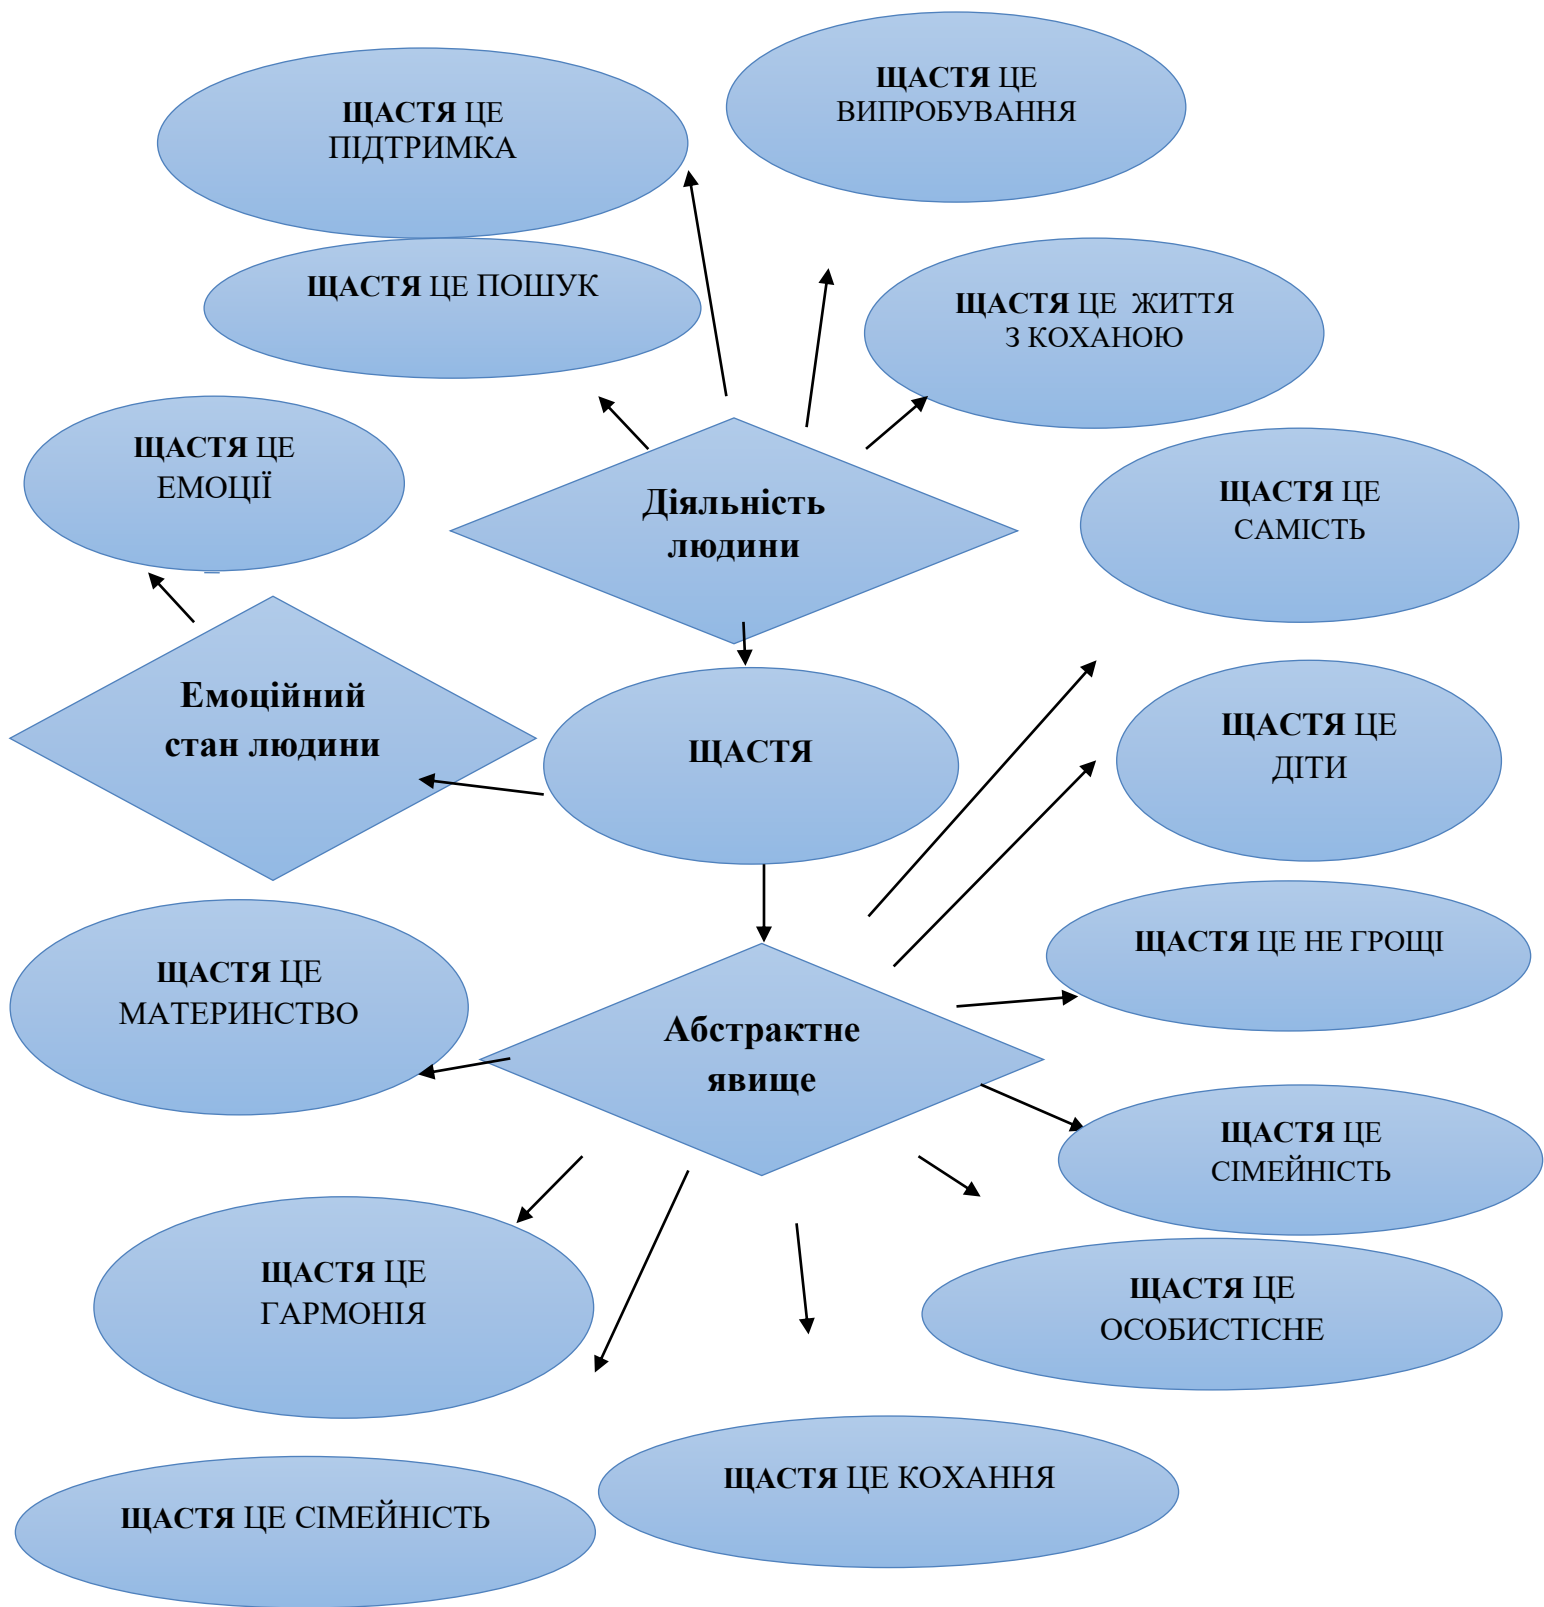 ЩАСТЯ ЦЕ
ПІДТРИМКА
ЩАСТЯ ЦЕ
ВИПРОБУВАННЯ
ЩАСТЯ ЦЕ ПОШУК
ЩАСТЯ ЦЕ ЖИТТЯ
З КОХАНОЮ
ЩАСТЯ ЦЕ
ЕМОЦІЇ
Діяльність
людини
ЩАСТЯ ЦЕ
САМІСТЬ
Емоційний
стан людини
ЩАСТЯ
ЩАСТЯ ЦЕ
ДІТИ
ЩАСТЯ ЦЕ НЕ ГРОЩІ
ЩАСТЯ ЦЕ
МАТЕРИНСТВО
Абстрактне
явище
ЩАСТЯ ЦЕ
СІМЕЙНІСТЬ
ЩАСТЯ ЦЕ
ГАРМОНІЯ
ЩАСТЯ ЦЕ
ОСОБИСТІСНЕ
ЩАСТЯ ЦЕ КОХАННЯ
ЩАСТЯ ЦЕ СІМЕЙНІСТЬ